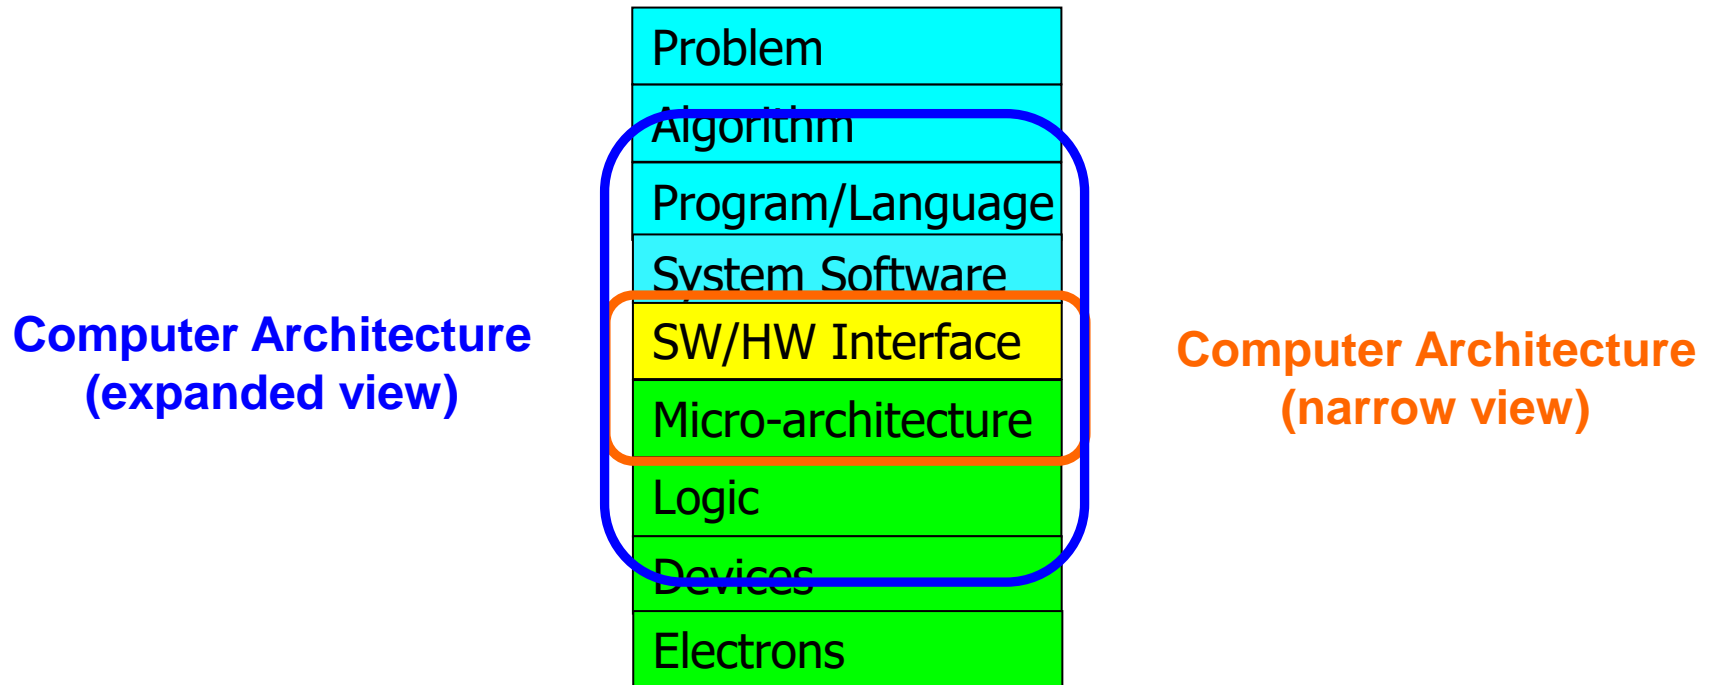 Problem
Algorithm
Program/Language
System Software
SW/HW Interface
Micro-architecture
Logic
Devices
Electrons
Computer Architecture
(expanded view)
Computer Architecture
(narrow view)